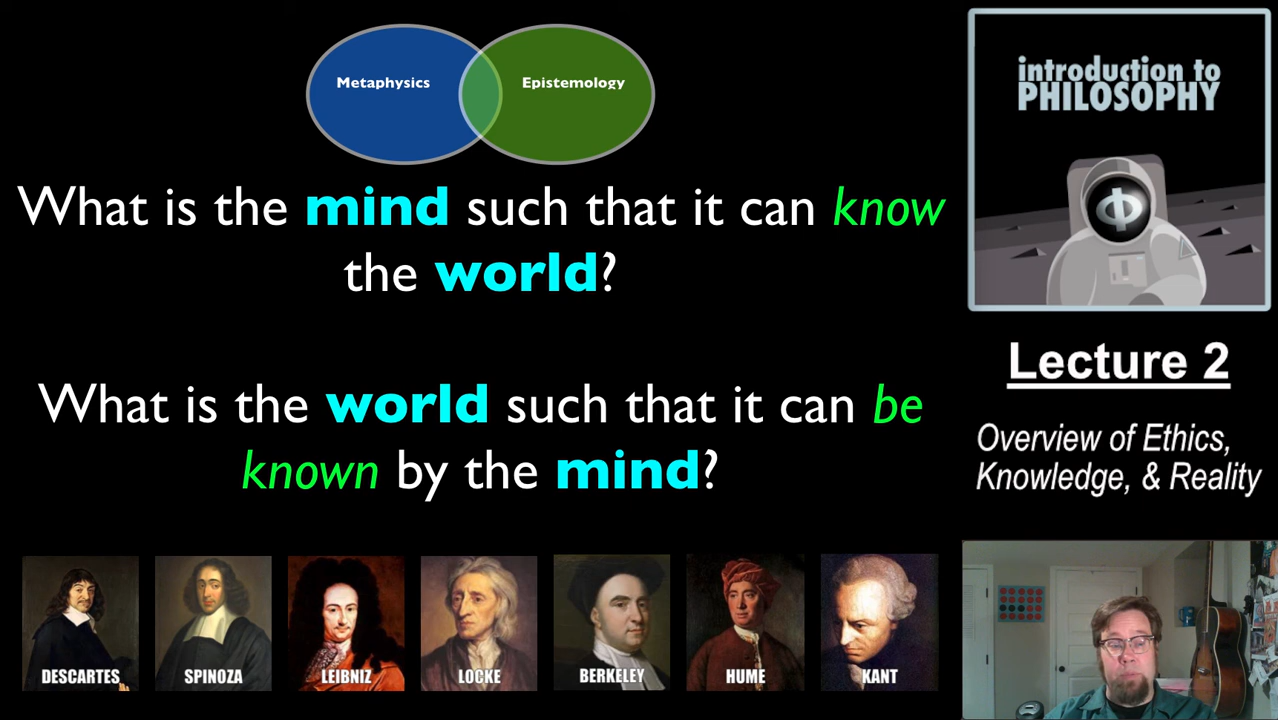 Metaphysics
Epistemology
What is the mind such that it can know
the world?
What is the world such that it can be
known by the mind?
DESCARTES
SPINOZA
LEIBNIZ
LOCKE
BERKELEY
HUME
KANT
introduction to
PHILOSOPHY
Φ
Lecture 2
Overview of Ethics,
Knowledge, & Reality